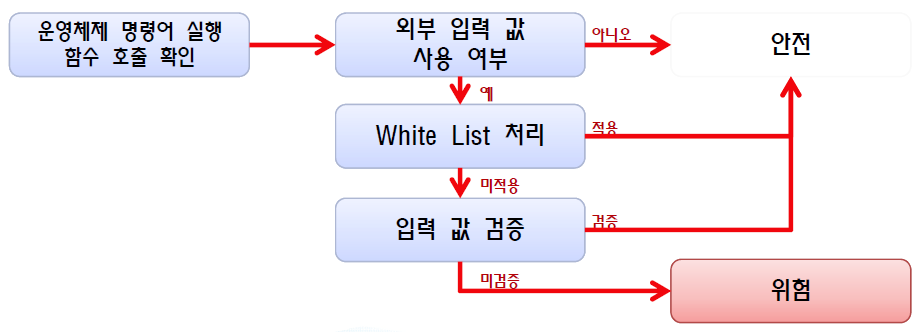 운영체제 명령어 실행
함수 호출 확인
외부 입력 값
사용 여부
아니오
안전
예
White List 처리
적용
미적용
입력 값 검증
검증
미검증
위험